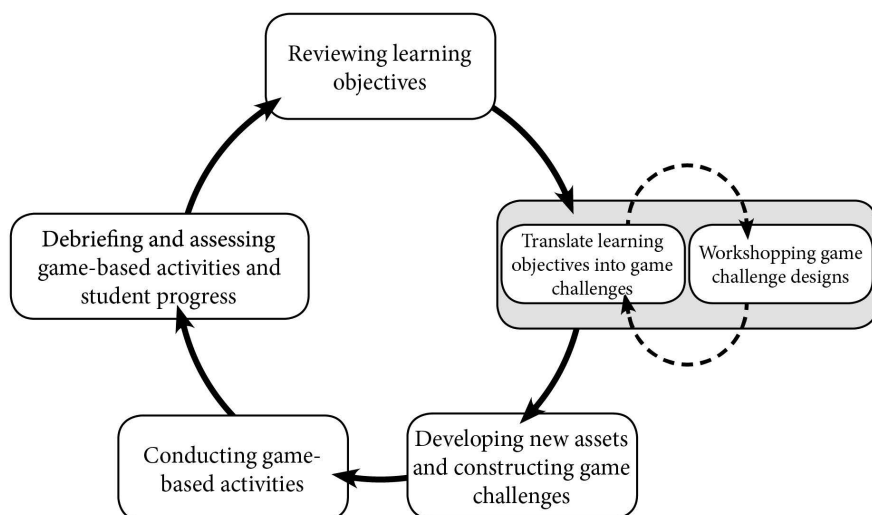 Reviewing learning
objectives
Translate learning
objectives into game
challenges
Workshopping game
challenge designs
Developing new assets
and constructing game
challenges
Conducting game-
based activities
Debriefing and assessing
game-based activities and
student progress